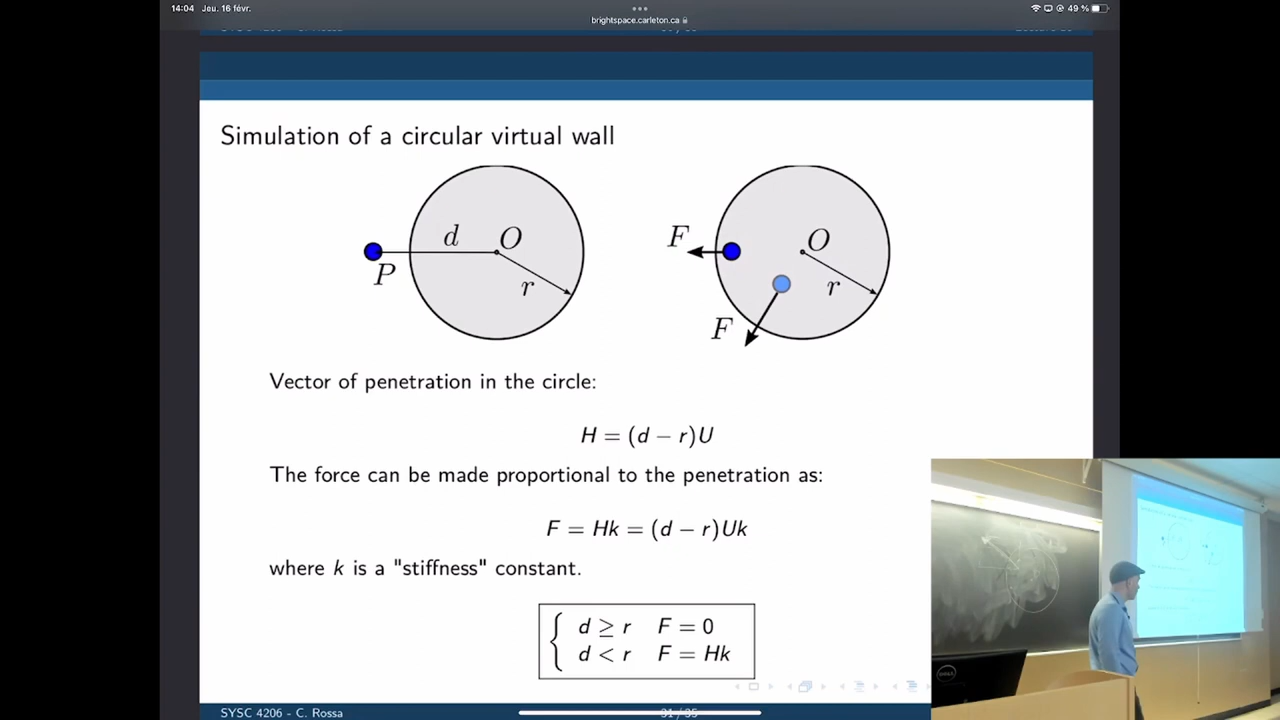 14:04 Jeu. 16 févr.
brightspace.carleton.ca
49 %
Simulation of a circular virtual wall
d
O
P
r
F
O
r
F
Vector of penetration in the circle:
H = (d − r)U
The force can be made proportional to the penetration as:
F = Hk = (d − r)Uk
where k is a "stiffness" constant.
d ≥ r F = 0
d < r F = Hk
SYSC 4206 - C. Rossa
31 / 35